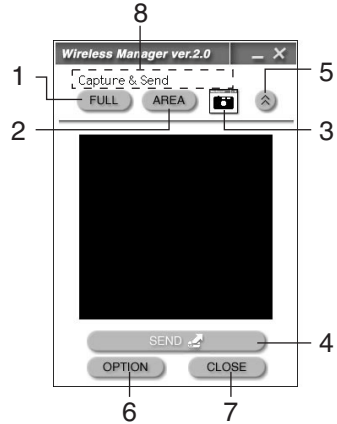 8
Wireless Manager ver.2.0
Capture & Send
1 FULL AREA 5
2 3
SEND 4
OPTION CLOSE
6 7